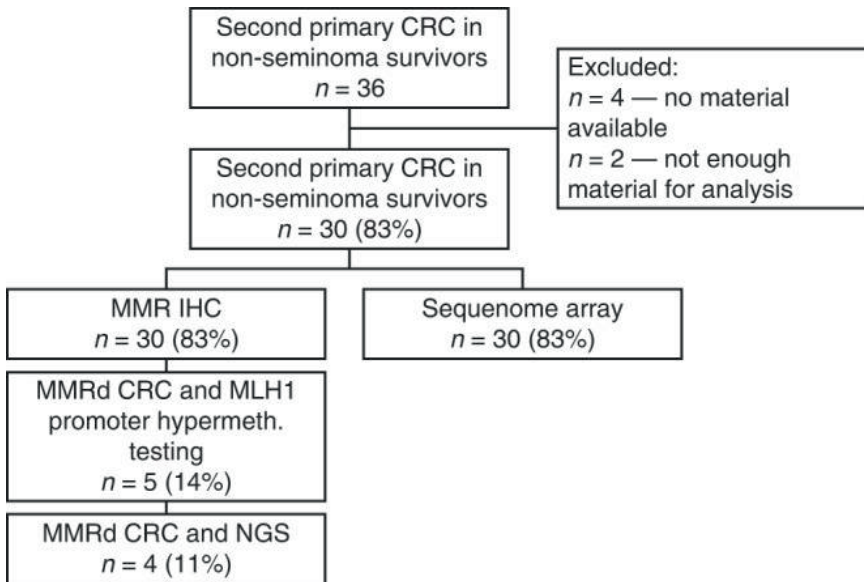 Second primary CRC in
non-seminoma survivors
n = 36
Excluded:
n = 4 — no material
available
n = 2 — not enough
material for analysis
Second primary CRC in
non-seminoma survivors
n = 30 (83%)
MMR IHC
n = 30 (83%)
Sequenome array
n = 30 (83%)
MMRd CRC and MLH1
promoter hypermeth.
testing
n = 5 (14%)
MMRd CRC and NGS
n = 4 (11%)